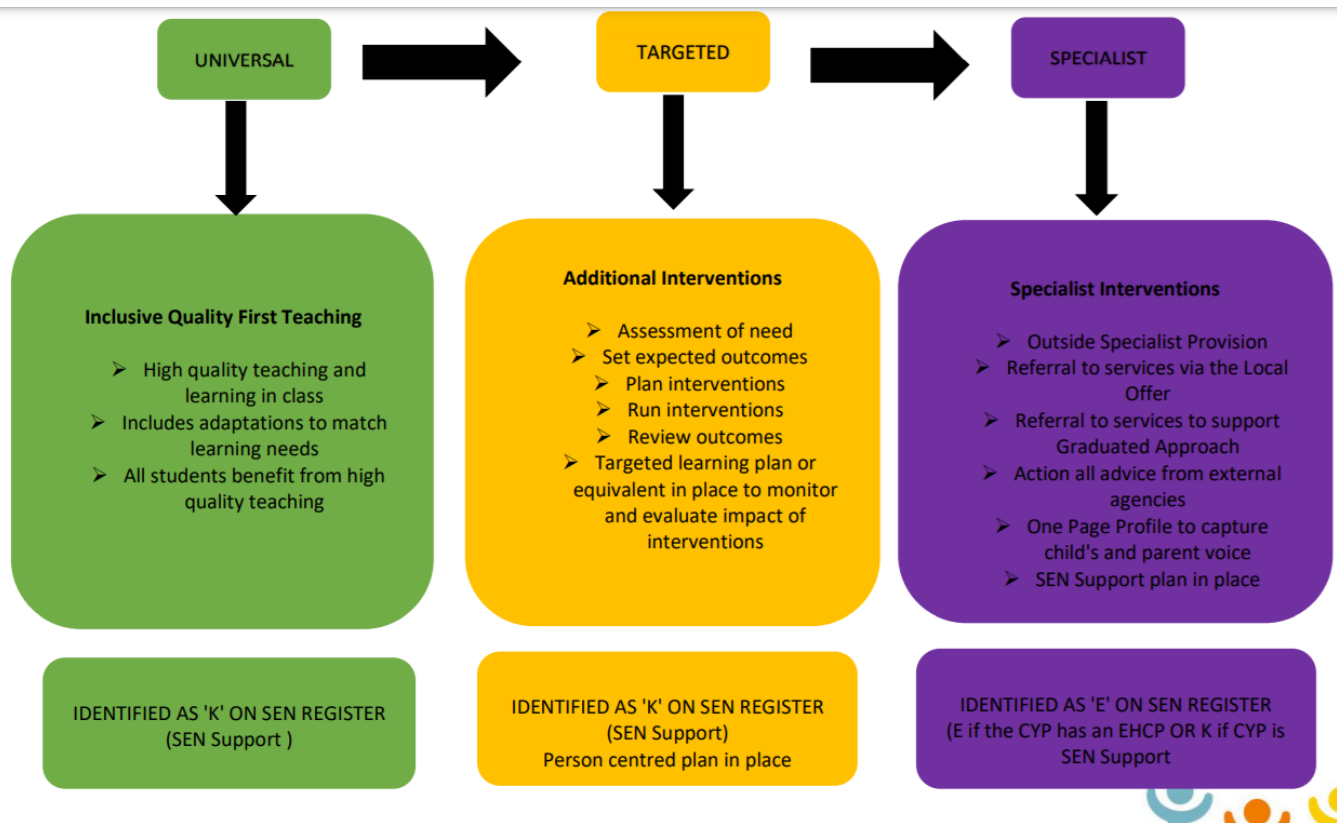 UNIVERSAL
TARGETED
SPECIALIST
Inclusive Quality First Teaching
➢ High quality teaching and
learning in class
➢ Includes adaptations to match
learning needs
➢ All students benefit from high
quality teaching
Additional Interventions
➢ Assessment of need
➢ Set expected outcomes
➢ Plan interventions
➢ Run interventions
➢ Review outcomes
➢ Targeted learning plan or
equivalent in place to monitor
and evaluate impact of
interventions
Specialist Interventions
➢ Outside Specialist Provision
➢ Referral to services via the Local
Offer
➢ Referral to services to support
Graduated Approach
➢ Action all advice from external
agencies
➢ One Page Profile to capture
child's and parent voice
➢ SEN Support plan in place
IDENTIFIED AS 'K' ON SEN REGISTER
(SEN Support )
IDENTIFIED AS 'K' ON SEN REGISTER
(SEN Support)
Person centred plan in place
IDENTIFIED AS 'E' ON SEN REGISTER
(E if the CYP has an EHCP OR K if CYP is
SEN Support